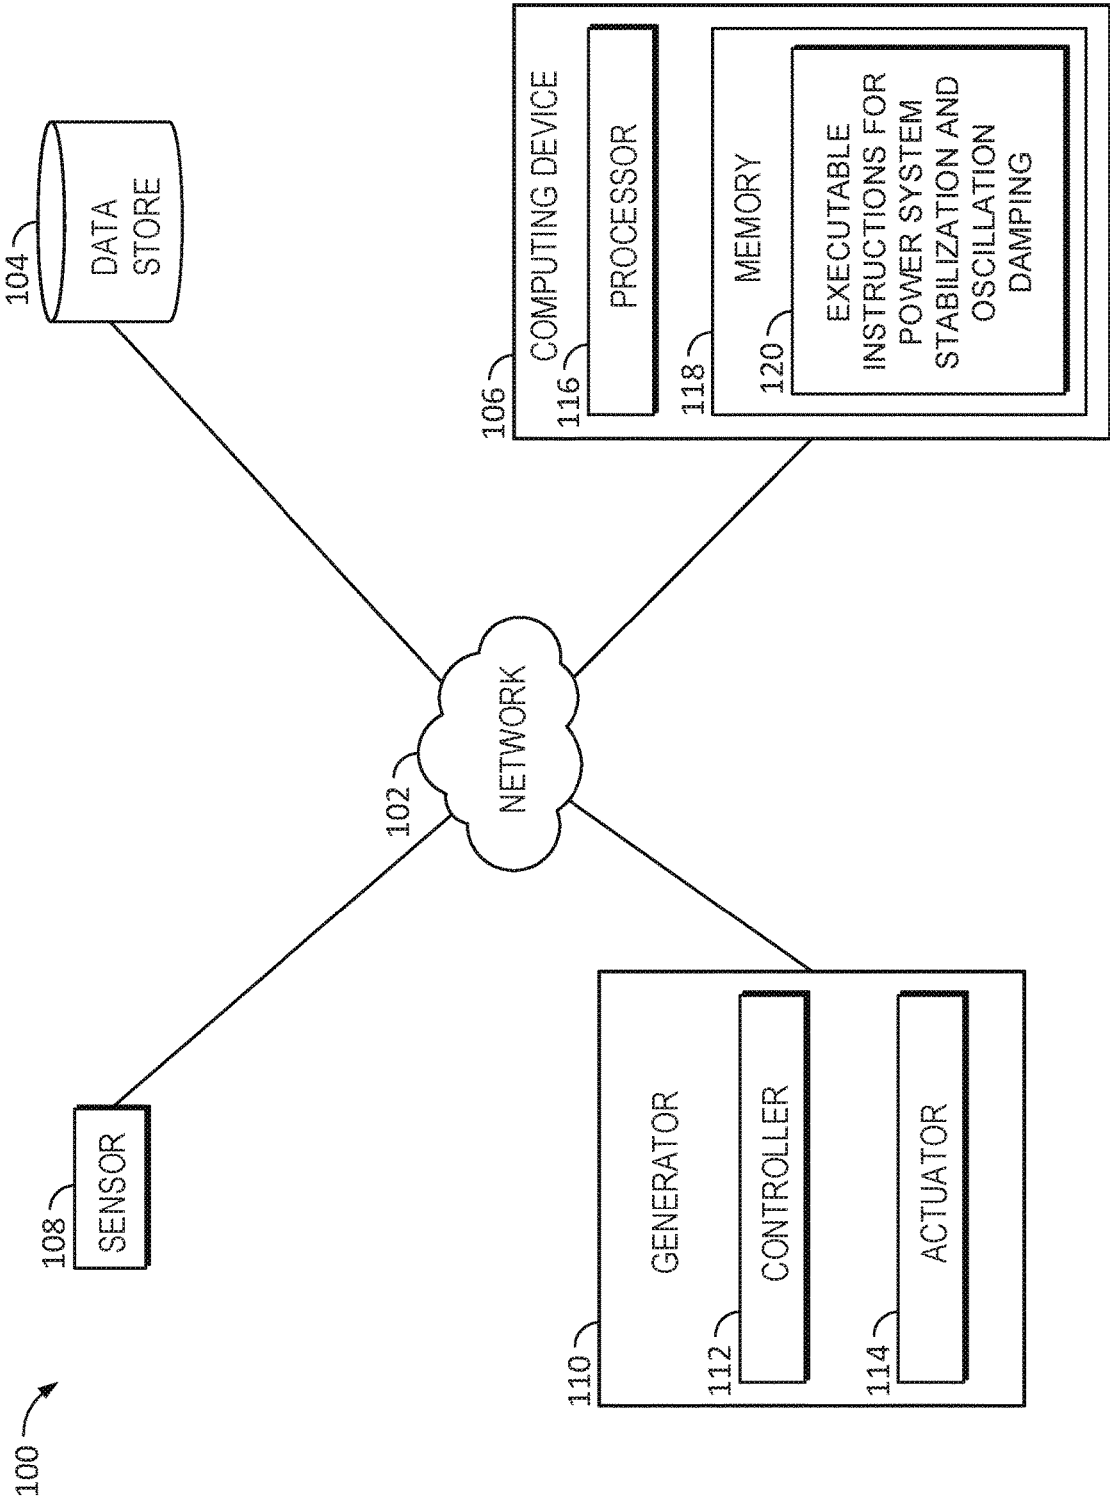 100
108
SENSOR
104
DATA
STORE
102
NETWORK
110
GENERATOR
112
CONTROLLER
114
ACTUATOR
106
COMPUTING DEVICE
116
PROCESSOR
118
MEMORY
120
EXECUTABLE
INSTRUCTIONS FOR
POWER SYSTEM
STABILIZATION AND
OSCILLATION
DAMPING